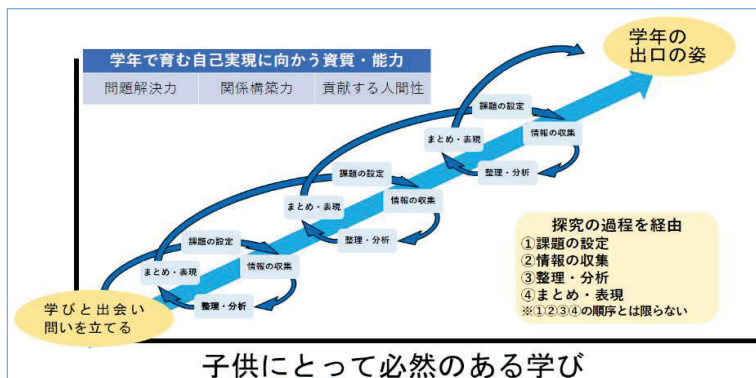 学年で育む自己実現に向かう資質・能力
問題解決力
関係構築力
貢献する人間性
学年の
出口の姿
課題の設定
まとめ・表現
情報の収集
整理・分析
課題の設定
まとめ・表現
情報の収集
整理・分析
課題の設定
まとめ・表現
情報の収集
整理・分析
学びと出会い
問いを立てる
探究の過程を経由
①課題の設定
②情報の収集
③整理・分析
④まとめ・表現
※①②③④の順序とは限らない
子供にとって必然のある学び